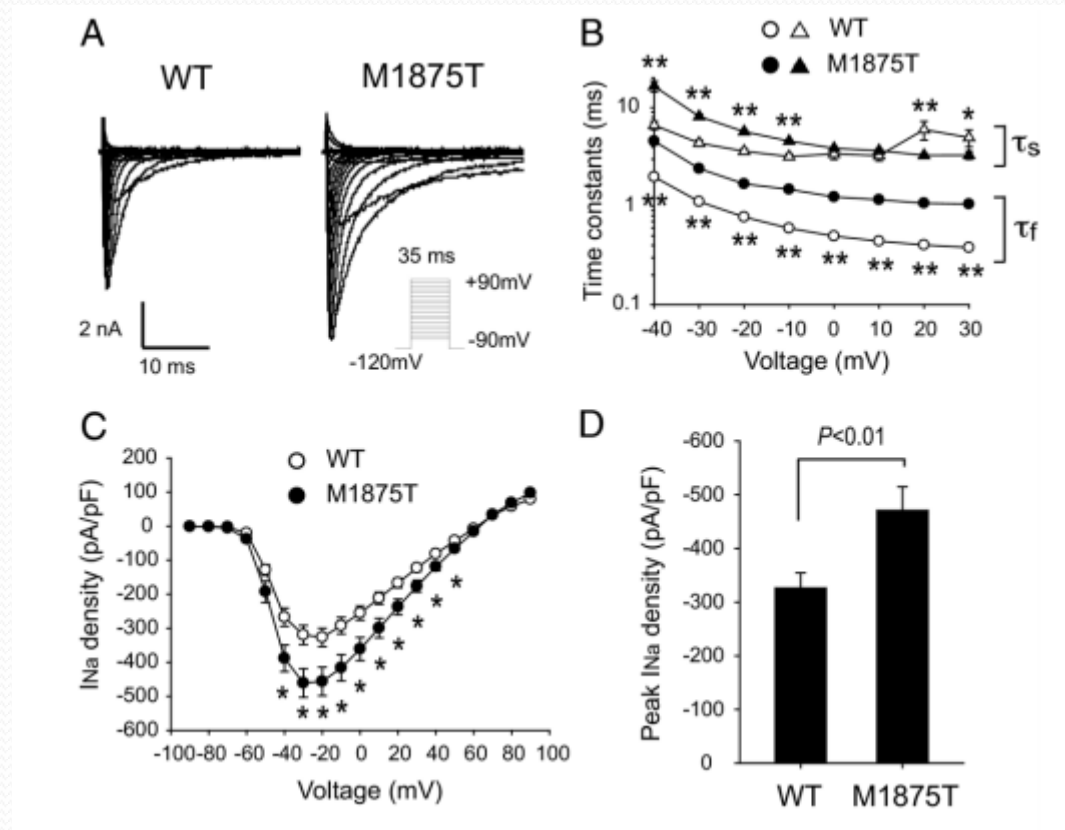 A
WT
M1875T
35 ms
+90mV
-90mV
-120mV
2 nA
10 ms
B
WT
M1875T
Time constants (ms)
10
1
0.1
** ** ** ** ** *
** ** ** ** ** ** ** **
τs
τf
-40 -30 -20 -10 0 10 20 30
Voltage (mV)
C
WT
M1875T
INa density (pA/pF)
200
100
0
-100
-200
-300
-400
-500
-600
* * * * * * * * * *
-100 -80 -60 -40 -20 0 20 40 60 80 100
Voltage (mV)
D
P<0.01
Peak INa density (pA/pF)
-600
-500
-400
-300
-200
-100
0
WT M1875T